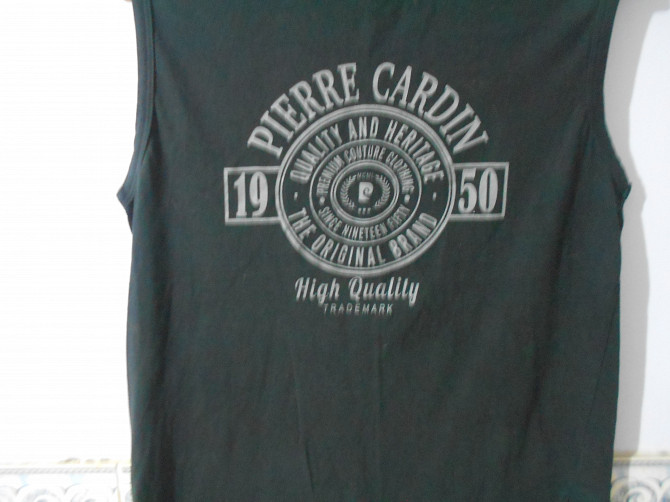 PIERRE CARDIN
QUALITY AND HERITAGE
PREMIUM COUTURE CLOTHING
19 P 50
SINCE NINETEEN FIFTY
THE ORIGINAL BRAND
High Quality
TRADEMARK